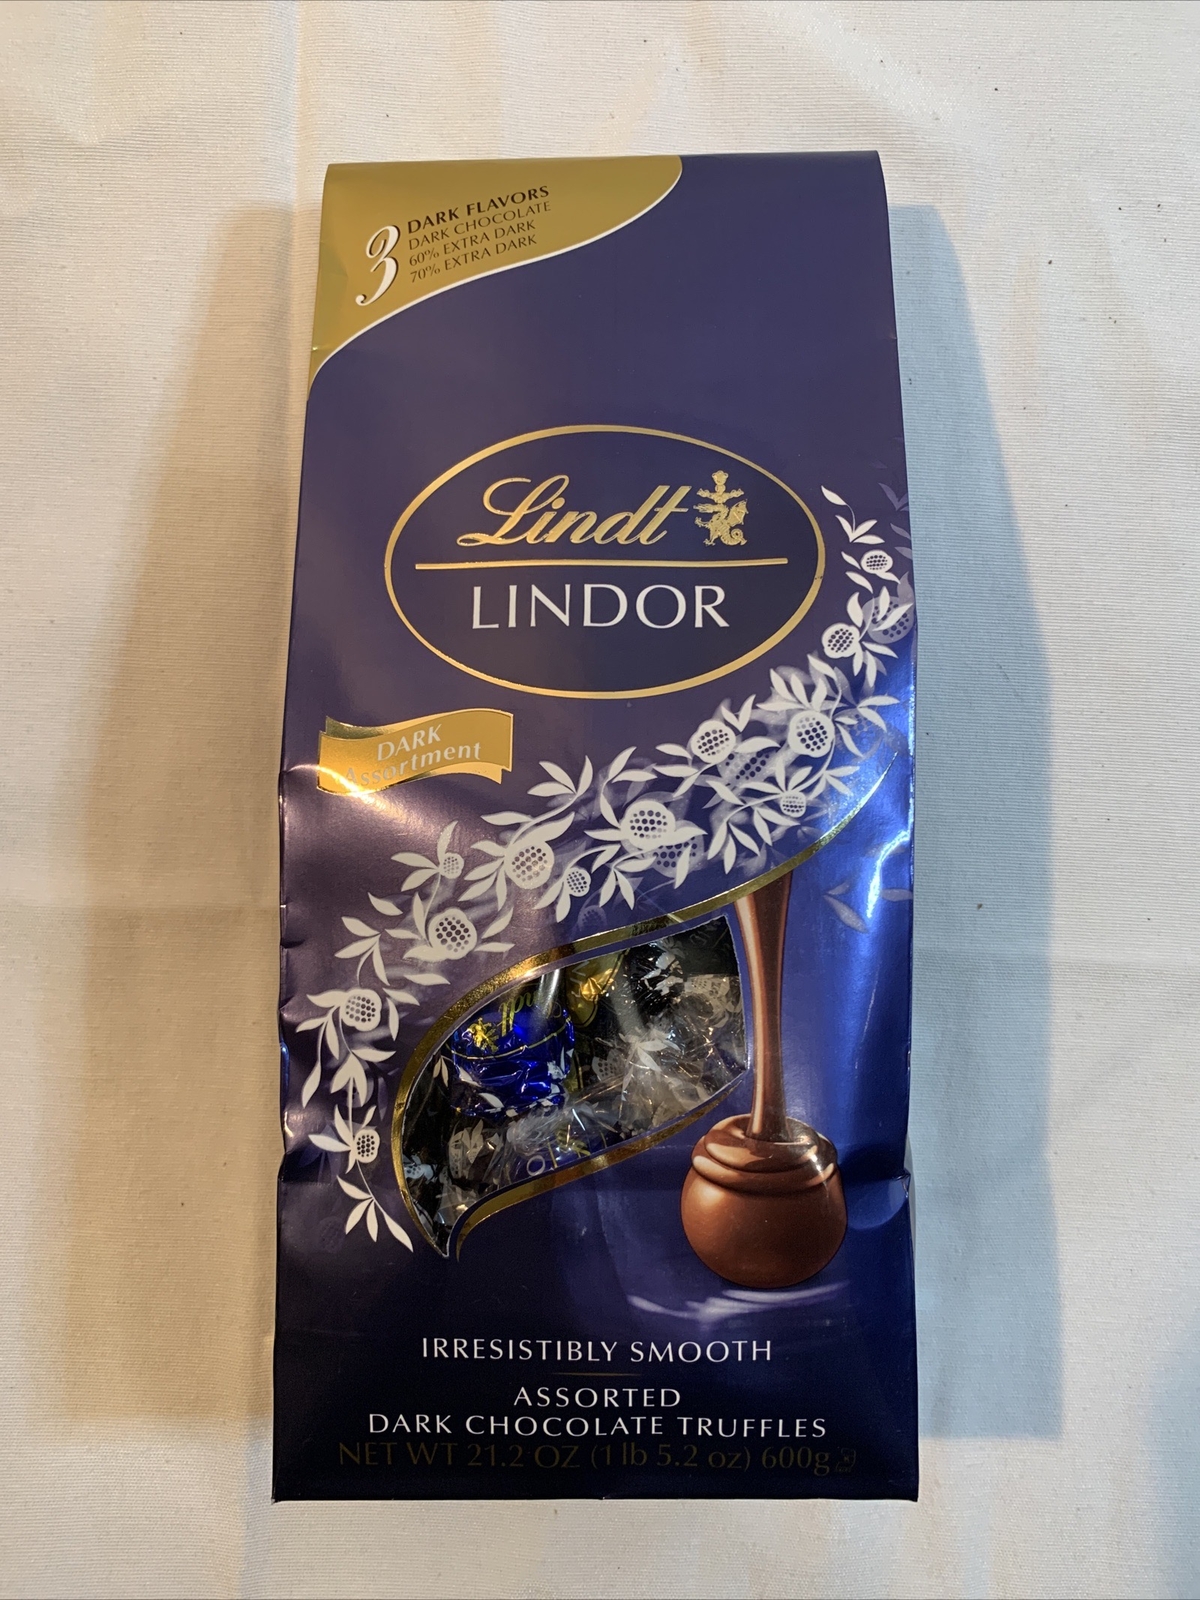 3
DARK FLAVORS
DARK CHOCOLATE
60% EXTRA DARK
70% EXTRA DARK
Lindt
LINDOR
DARK
Assortment
IRRESISTIBLY SMOOTH
ASSORTED
DARK CHOCOLATE TRUFFLES
NET WT 21.2 OZ (1 lb 5.2 oz) 600g